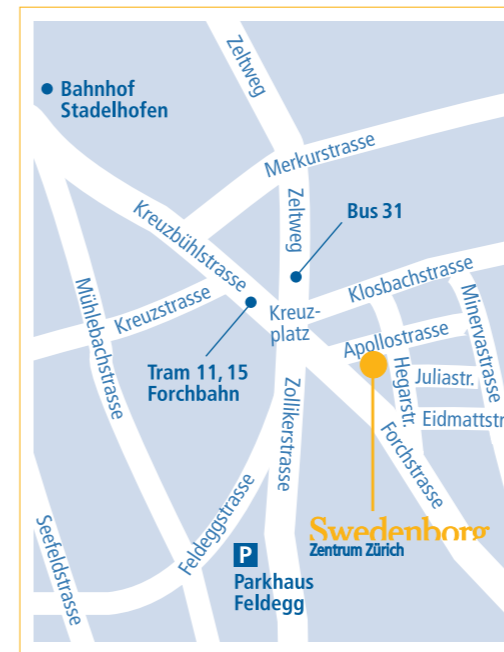 Zeltweg
Bahnhof
Stadelhofen
Merkurstrasse
Zeltweg
Kreuzbühlstrasse
Bus 31
Klosbachstrasse
Mühlebachstrasse
Kreuzstrasse
Kreuz-
platz
Minervastrasse
Apollostrasse
Tram 11, 15
Forchbahn
Hegarstr.
Juliastr.
Zollikerstrasse
Eidmattstr
Forchstrasse
Feldeggstrasse
Seefeldstrasse
Swedenborg
Zentrum Zürich
P
Parkhaus
Feldegg